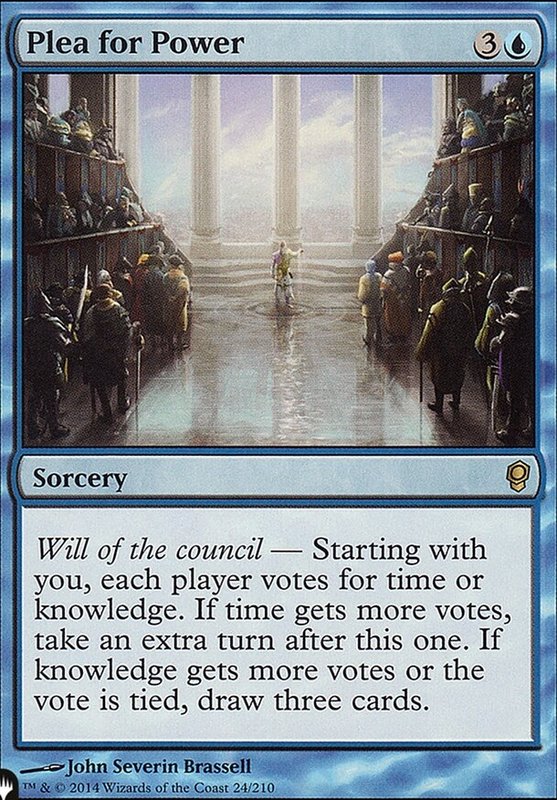 Plea for Power 3
Sorcery
Will of the council — Starting with
you, each player votes for time or
knowledge. If time gets more votes,
take an extra turn after this one. If
knowledge gets more votes or the
vote is tied, draw three cards.
John Severin Brassell
™ & © 2014 Wizards of the Coast 24/210